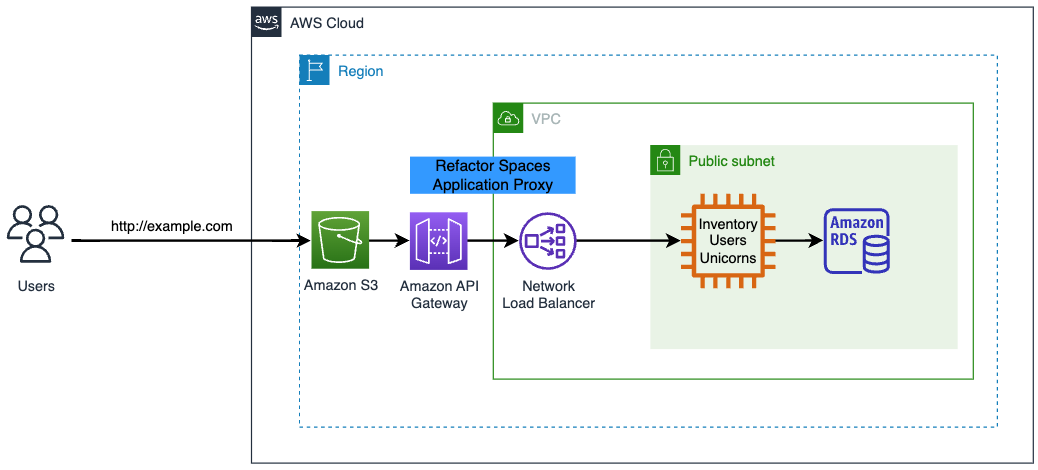 aws
AWS Cloud
Region
VPC
Refactor Spaces
Application Proxy
Public subnet
http://example.com
Inventory
Users
Unicorns
Amazon
RDS
Users
Amazon S3
Amazon API
Gateway
Network
Load Balancer